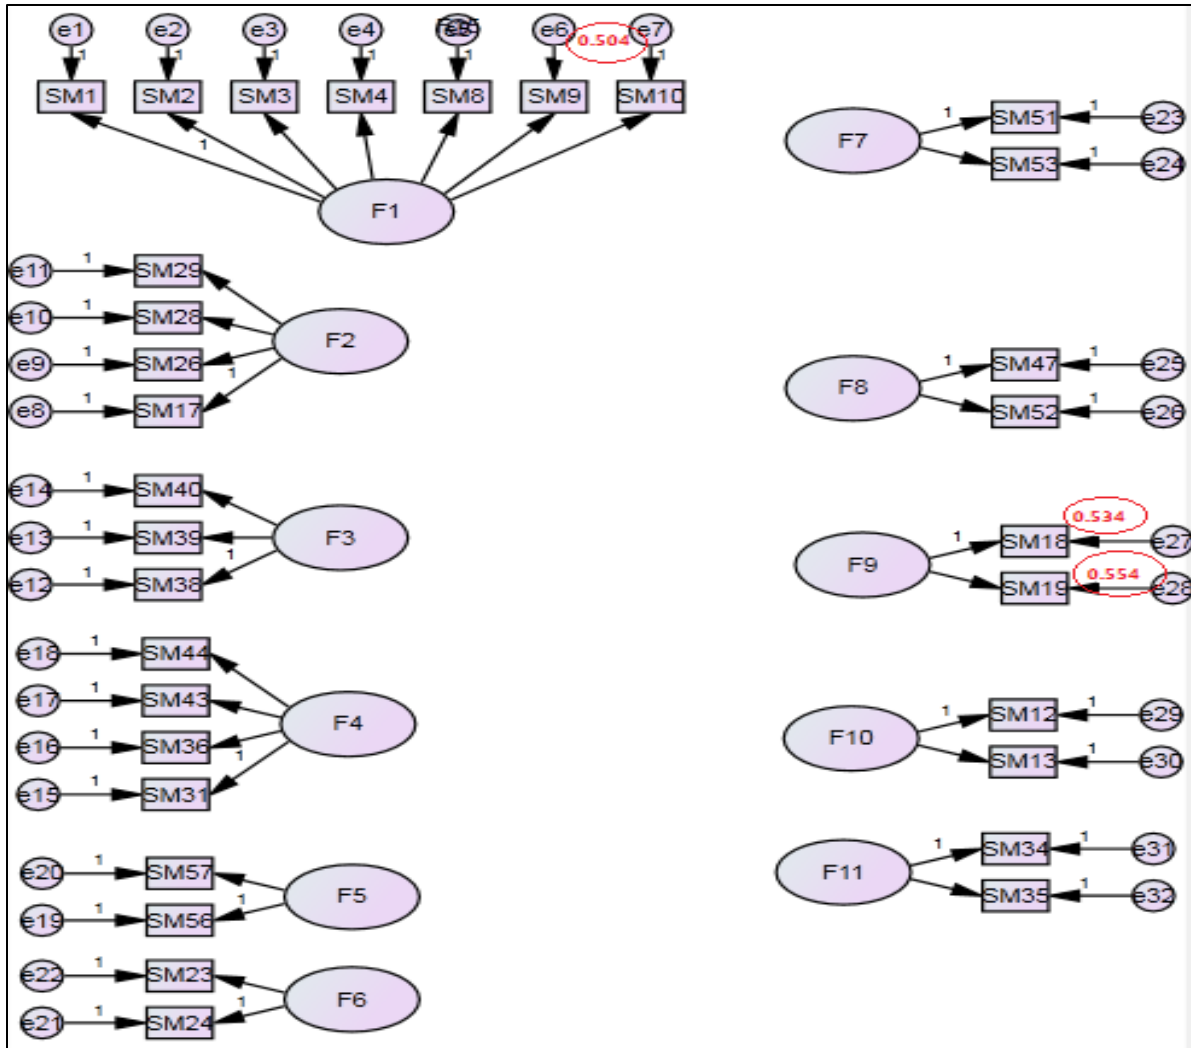 e1 e2 e3 e4 e6 0.504 e7
1 1 1 1 1 1 1
SM1 SM2 SM3 SM4 SM8 SM9 SM10
1
F1
e11 1 SM29
e10 1 SM28
F2
e9 1 SM26
1
e8 1 SM17
e14 1 SM40
e13 1 SM39
F3
1
e12 1 SM38
e18 1 SM44
e17 1 SM43
F4
e16 1 SM36
1
e15 1 SM31
e20 1 SM57
F5
1
e19 1 SM56
e22 1 SM23
F6
1
e21 1 SM24
F7
1 SM51 1 e23
SM53 1 e24
F8
1 SM47 1 e25
SM52 1 e26
F9
0.534
1 SM18 e27
0.554
SM19 e28
F10
1 SM12 1 e29
SM13 1 e30
F11
1 SM34 1 e31
SM35 1 e32